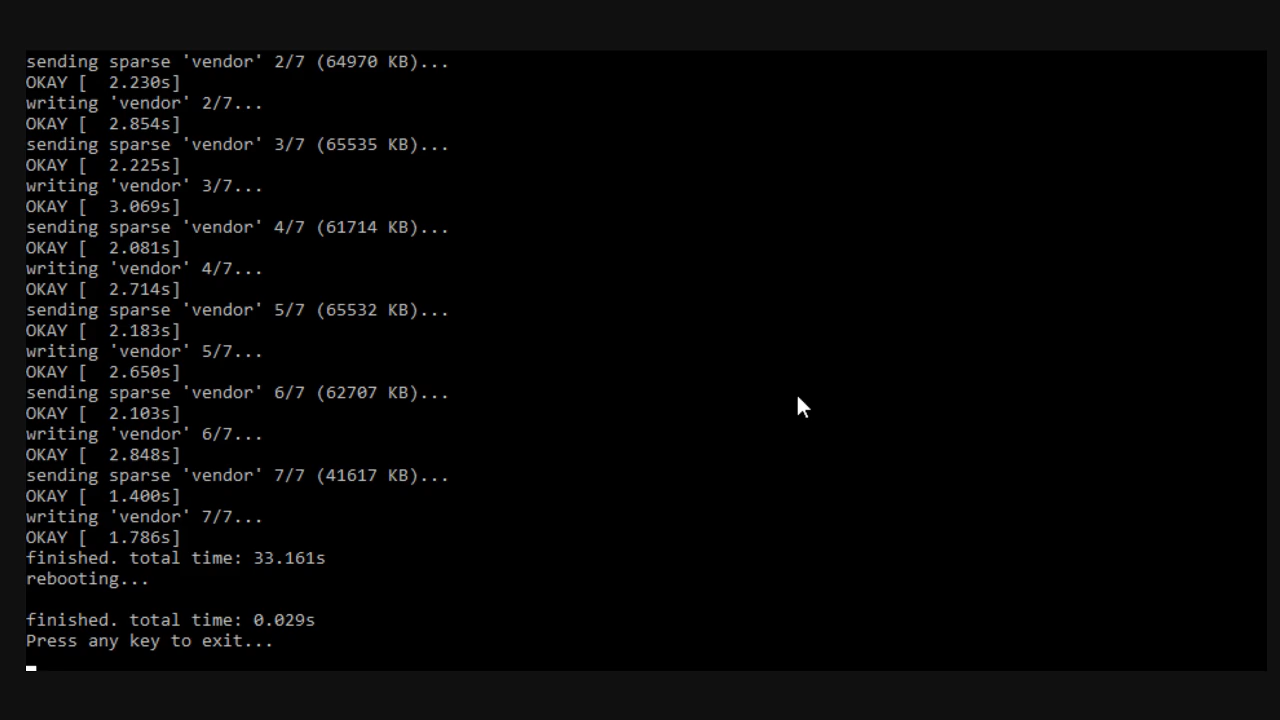 sending sparse 'vendor' 2/7 (64970 KB)...
OKAY [  2.230s]
writing 'vendor' 2/7...
OKAY [  2.854s]
sending sparse 'vendor' 3/7 (65535 KB)...
OKAY [  2.225s]
writing 'vendor' 3/7...
OKAY [  3.069s]
sending sparse 'vendor' 4/7 (61714 KB)...
OKAY [  2.081s]
writing 'vendor' 4/7...
OKAY [  2.714s]
sending sparse 'vendor' 5/7 (65532 KB)...
OKAY [  2.183s]
writing 'vendor' 5/7...
OKAY [  2.650s]
sending sparse 'vendor' 6/7 (62707 KB)...
OKAY [  2.103s]
writing 'vendor' 6/7...
OKAY [  2.848s]
sending sparse 'vendor' 7/7 (41617 KB)...
OKAY [  1.400s]
writing 'vendor' 7/7...
OKAY [  1.786s]
finished. total time: 33.161s
rebooting...
finished. total time: 0.029s
Press any key to exit...